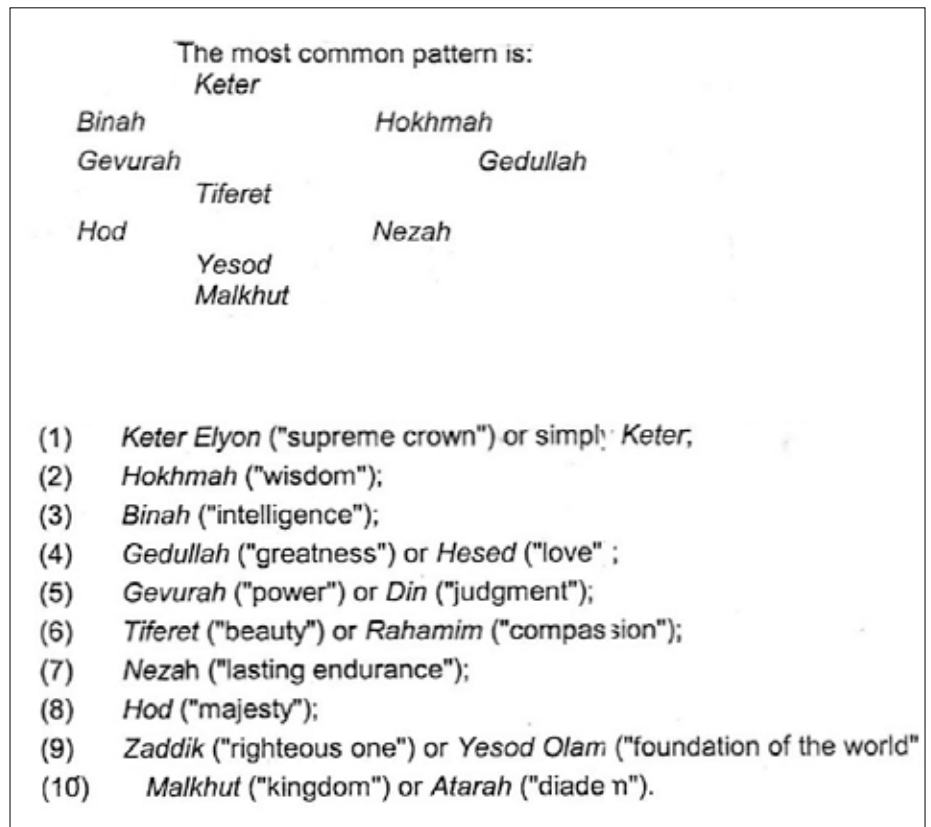 The most common pattern is:
Keter
Binah Hokhmah
Gevurah Gedullah
Tiferet
Hod Nezah
Yesod
Malkhut
(1) Keter Elyon ("supreme crown") or simply Keter;
(2) Hokhmah ("wisdom");
(3) Binah ("intelligence");
(4) Gedullah ("greatness") or Hesed ("love" ;
(5) Gevurah ("power") or Din ("judgment");
(6) Tiferet ("beauty") or Rahamim ("compassion");
(7) Nezah ("lasting endurance");
(8) Hod ("majesty");
(9) Zaddik ("righteous one") or Yesod Olam ("foundation of the world"
(10) Malkhut ("kingdom") or Atarah ("diadem").